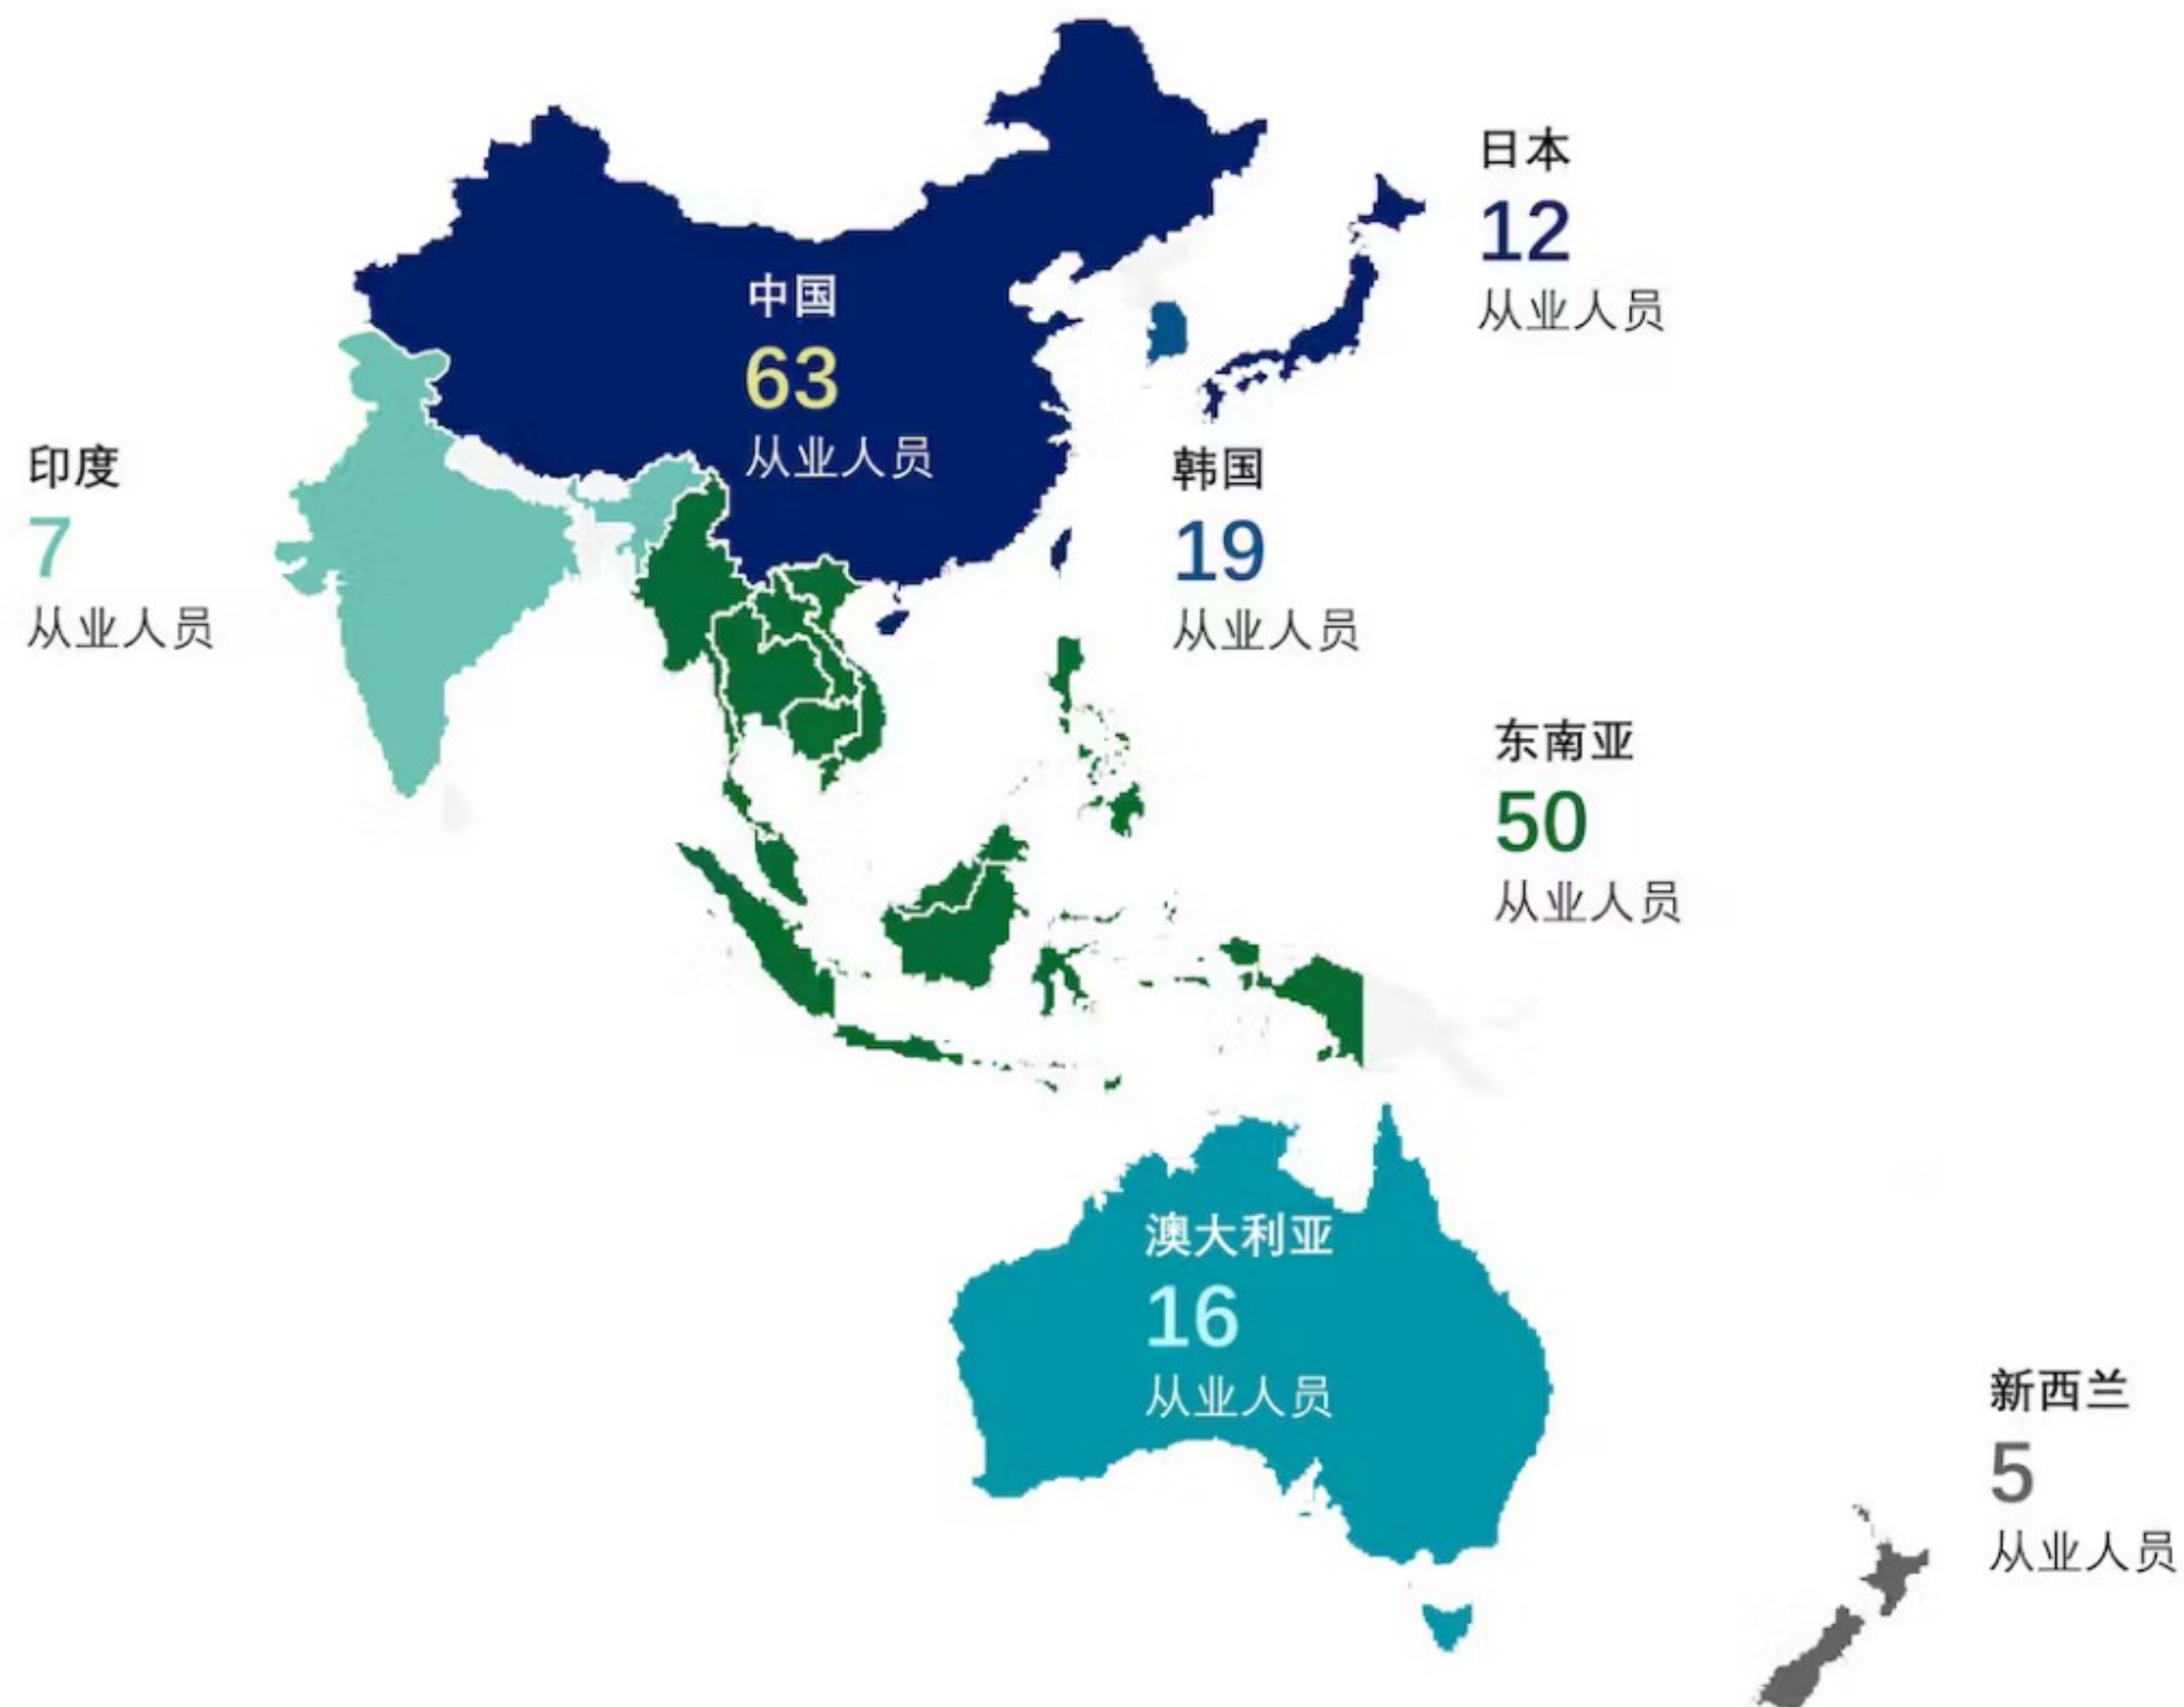 日本
12
从业人员
中国
63
从业人员
印度
7
从业人员
韩国
19
从业人员
东南亚
50
从业人员
澳大利亚
16
从业人员
新西兰
5
从业人员